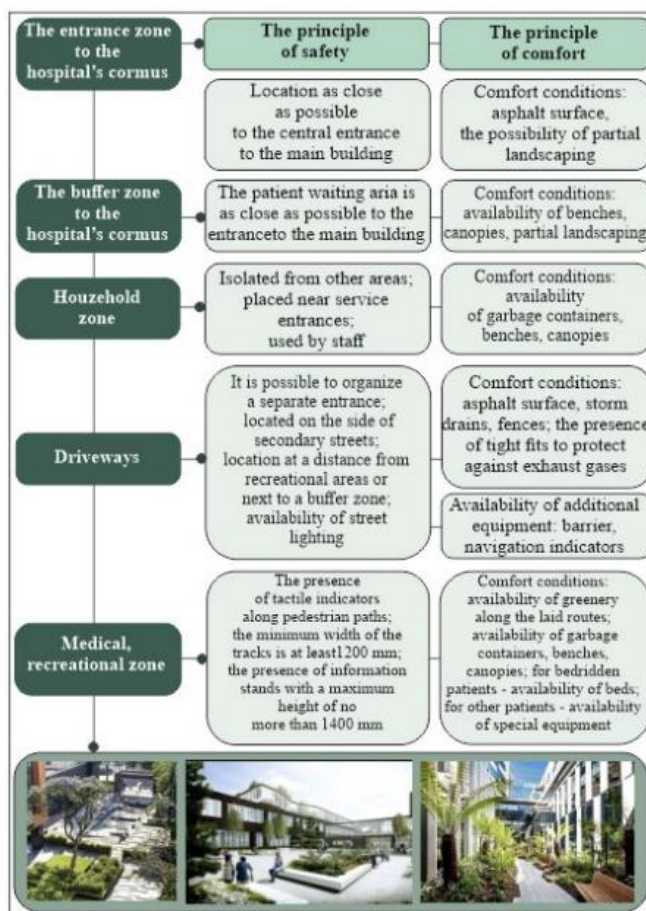 The entrance zone
to the
hospital's cormus
The principle
of safety
The principle
of comfort
Location as close
as possible
to the central entrance
to the main building
Comfort conditions:
asphalt surface,
the possibility of partial
landscaping
The buffer zone
to the
hospital's cormus
The patient waiting aria is
as close as possible to the
entranceto the main building
Comfort conditions:
availability of benches,
canopies, partial landscaping
Houzehold
zone
Isolated from other areas;
placed near service
entrances;
used by staff
Comfort conditions:
availability
of garbage containers,
benches, canopies
Driveways
It is possible to organize
a separate entrance;
located on the side of
secondary streets;
location at a distance from
recreational areas or
next to a buffer zone;
availability of street
lighting
Comfort conditions:
asphalt surface, storm
drains, fences; the presence
of tight fits to protect
against exhaust gases
Availability of additional
equipment: barrier,
navigation indicators
Medical,
recreational zone
The presence
of tactile indicators
along pedestrian paths;
the minimum width of the
tracks is at least1200 mm;
the presence of information
stands with a maximum
height of no
more than 1400 mm
Comfort conditions:
availability of greenery
along the laid routes;
availability of garbage
containers, benches,
canopies; for bedridden
patients - availability of beds;
for other patients - availability
of special equipment